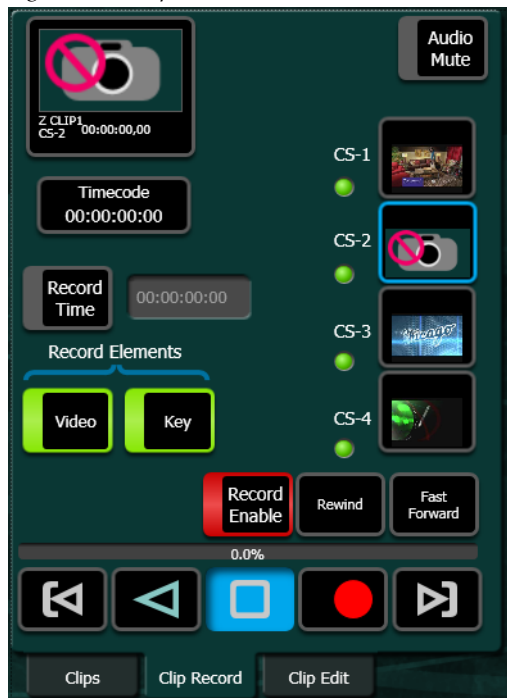 Audio
Mute
Z CLIP1
CS-2 00:00:00,00
CS-1
Timecode
00:00:00:00
CS-2
Record
Time
00:00:00:00
CS-3
Chicago
Record Elements
Video
Key
CS-4
Record
Enable
Rewind
Fast
Forward
0.0%
Clips
Clip Record
Clip Edit